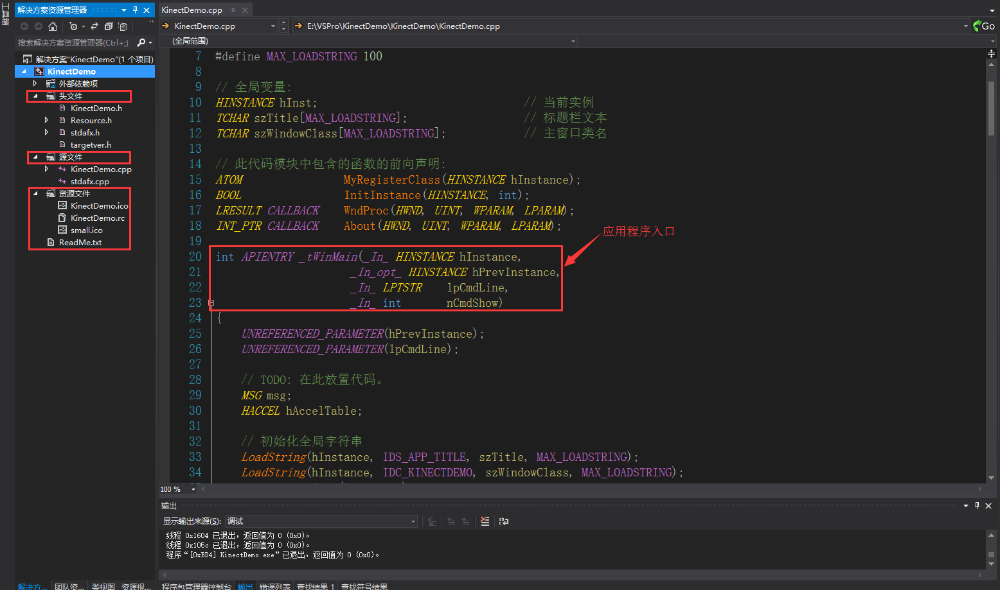 工具箱
解决方案资源管理器
搜索解决方案资源管理器(Ctrl+;)
解决方案"KinectDemo"(1 个项目)
KinectDemo
外部依赖项
头文件
KinectDemo.h
Resource.h
stdafx.h
targetver.h
源文件
KinectDemo.cpp
stdafx.cpp
资源文件
KinectDemo.ico
KinectDemo.rc
small.ico
ReadMe.txt
解决方...  团队资...  类视图  资源视...
KinectDemo.cpp
KinectDemo.cpp  E:\VSPro\KinectDemo\KinectDemo\KinectDemo.cpp  Go
(全局范围)
7 #define MAX_LOADSTRING 100
8
9 // 全局变量:
10 HINSTANCE hInst; // 当前实例
11 TCHAR szTitle[MAX_LOADSTRING]; // 标题栏文本
12 TCHAR szWindowClass[MAX_LOADSTRING]; // 主窗口类名
13
14 // 此代码模块中包含的函数的前向声明:
15 ATOM MyRegisterClass(HINSTANCE hInstance);
16 BOOL InitInstance(HINSTANCE, int);
17 LRESULT CALLBACK WndProc(HWND, UINT, WPARAM, LPARAM);
18 INT_PTR CALLBACK About(HWND, UINT, WPARAM, LPARAM);
19
应用程序入口
20 int APIENTRY _tWinMain(_In_ HINSTANCE hInstance,
21 _In_opt_ HINSTANCE hPrevInstance,
22 _In_ LPTSTR lpCmdLine,
23 _In_ int nCmdShow)
24 {
25 UNREFERENCED_PARAMETER(hPrevInstance);
26 UNREFERENCED_PARAMETER(lpCmdLine);
27
28 // TODO: 在此放置代码。
29 MSG msg;
30 HACCEL hAccelTable;
31
32 // 初始化全局字符串
33 LoadString(hInstance, IDS_APP_TITLE, szTitle, MAX_LOADSTRING);
34 LoadString(hInstance, IDC_KINECTDEMO, szWindowClass, MAX_LOADSTRING);
100 %
输出
显示输出来源(S): 调试
线程 0x1604 已退出，返回值为 0 (0x0)。
线程 0x105c 已退出，返回值为 0 (0x0)。
程序“[0xBD4] KinectDemo.exe”已退出，返回值为 0 (0x0)。
程序包管理器控制台  输出  错误列表  查找结果 1  查找符号结果